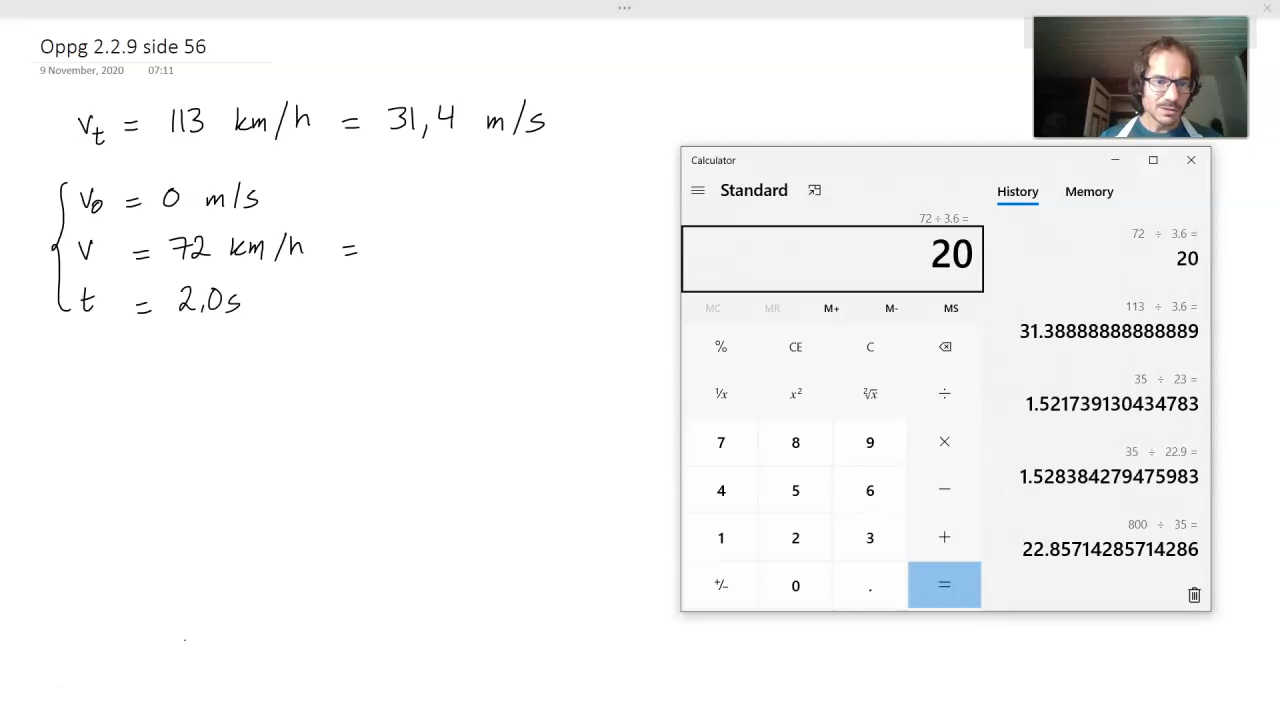 Oppg 2.2.9 side 56
9 November, 2020 07:11
v_t = 113 km/h = 31,4 m/s
v_0 = 0 m/s
v = 72 km/h =
t = 2,0s
Calculator
Standard
History Memory
72 ÷ 3.6 =
20
MC MR M+ M- MS
% CE C
¹/x x² ²√x ÷
7 8 9 ×
4 5 6 −
1 2 3 +
+/− 0 . =
72 ÷ 3.6 =
20
113 ÷ 3.6 =
31.38888888888889
35 ÷ 23 =
1.521739130434783
35 ÷ 22.9 =
1.528384279475983
800 ÷ 35 =
22.85714285714286